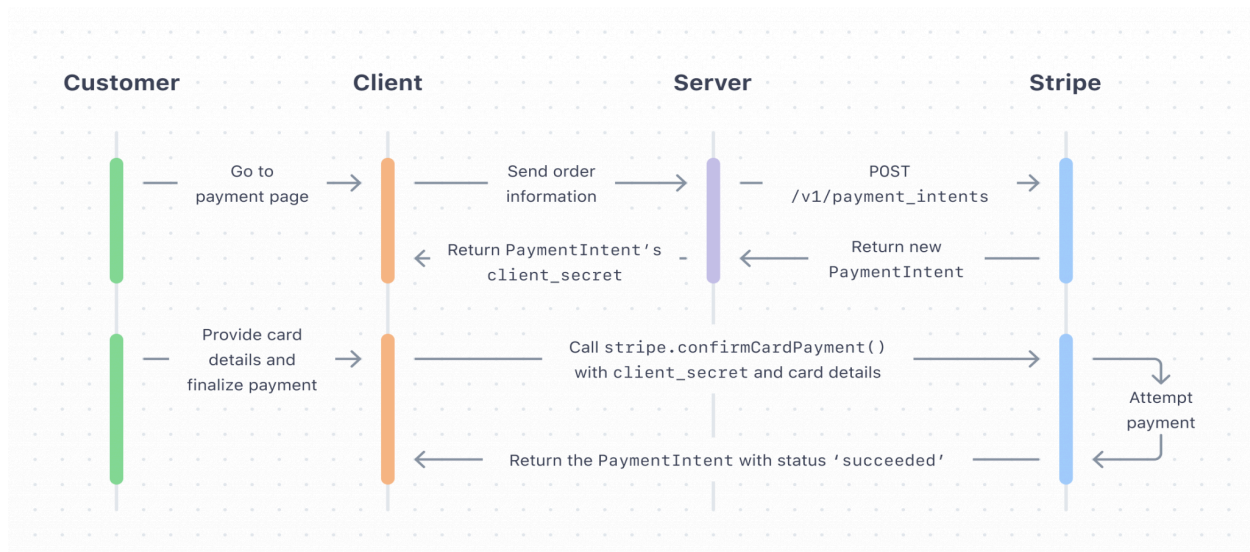 Customer
Client
Server
Stripe
Go to
payment page
Send order
information
POST
/v1/payment_intents
Return PaymentIntent’s
client_secret
Return new
PaymentIntent
Provide card
details and
finalize payment
Call stripe.confirmCardPayment()
with client_secret and card details
Attempt
payment
Return the PaymentIntent with status ‘succeeded’